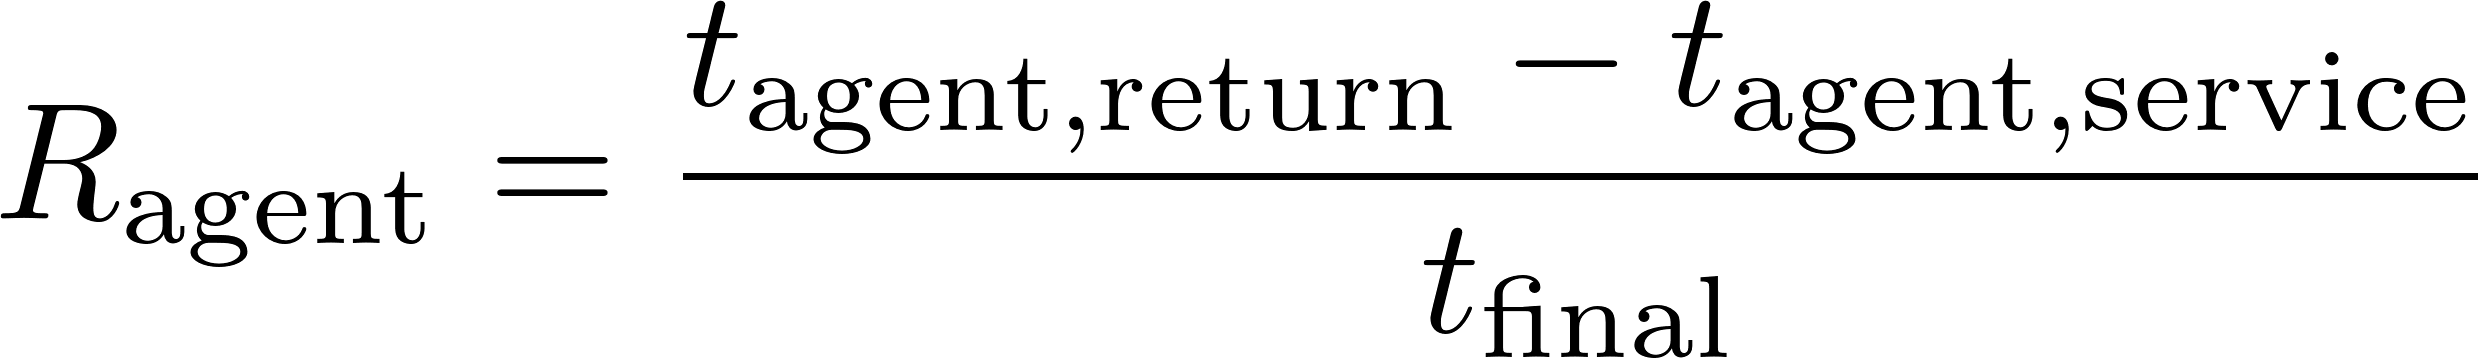 R_agent = (t_agent,return − t_agent,service) / t_final